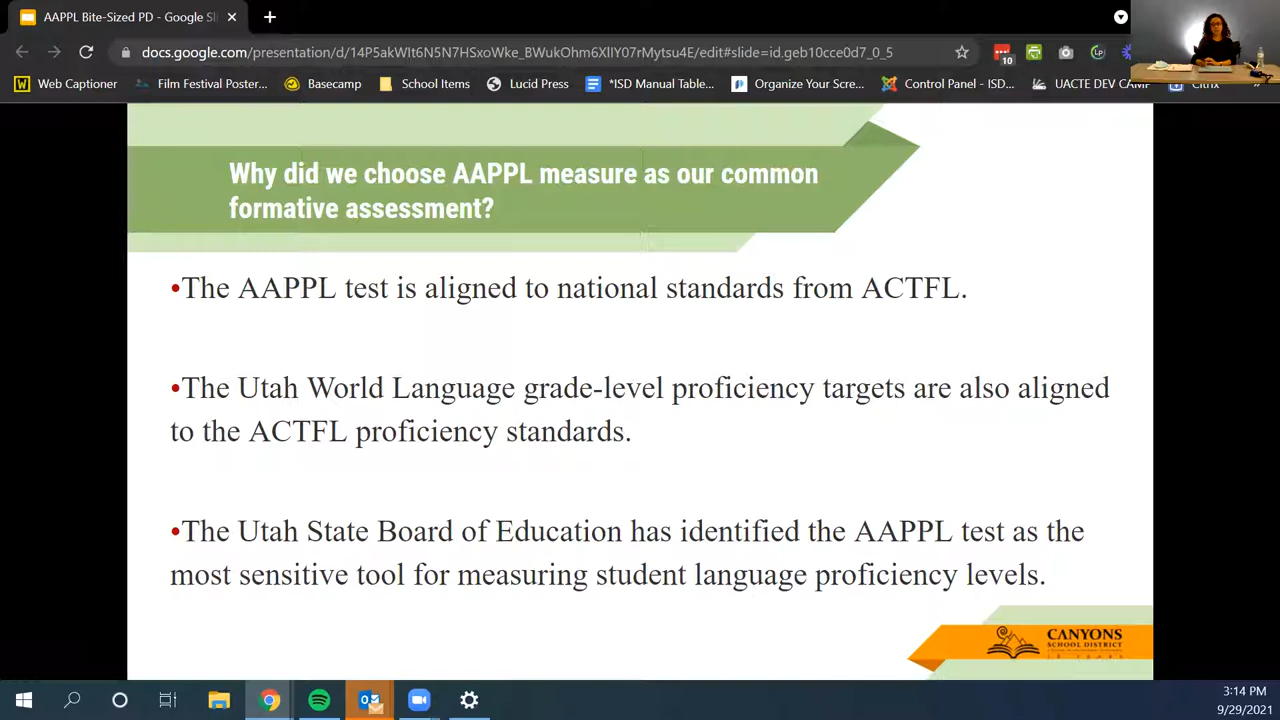 AAPPL Bite-Sized PD - Google Sli
docs.google.com/presentation/d/14P5akWIt6N5N7HSxoWke_BWukOhm6XllY07rMytsu4E/edit#slide=id.geb10cce0d7_0_5
10
Web Captioner
Film Festival Poster...
Basecamp
School Items
Lucid Press
*ISD Manual Table...
Organize Your Scre...
Control Panel - ISD...
UACTE DEV CAMP
Citrix
Why did we choose AAPPL measure as our common
formative assessment?
•The AAPPL test is aligned to national standards from ACTFL.
•The Utah World Language grade-level proficiency targets are also aligned
to the ACTFL proficiency standards.
•The Utah State Board of Education has identified the AAPPL test as the
most sensitive tool for measuring student language proficiency levels.
CANYONS
SCHOOL DISTRICT
3:14 PM
9/29/2021